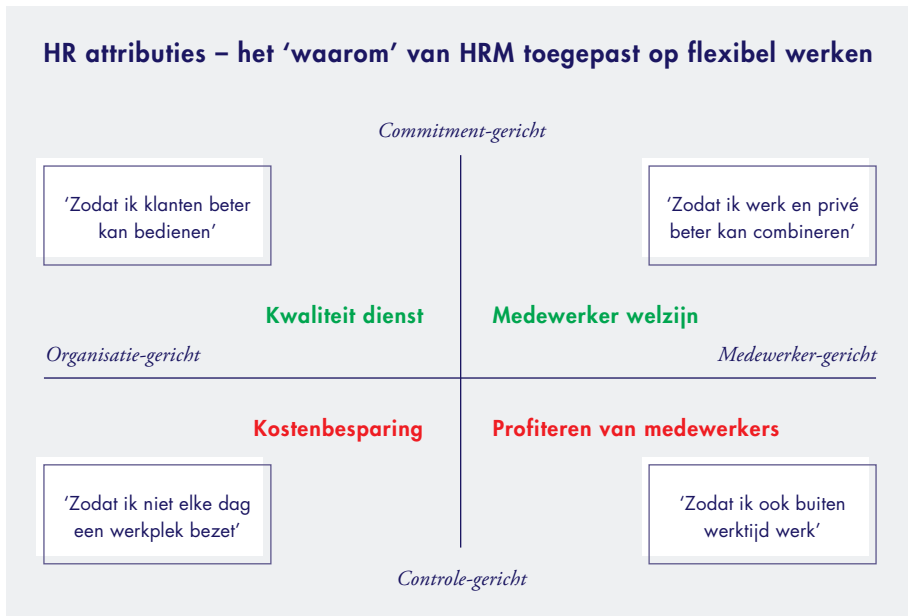 HR attributies – het ‘waarom’ van HRM toegepast op flexibel werken
Commitment-gericht
‘Zodat ik klanten beter
kan bedienen’
‘Zodat ik werk en privé
beter kan combineren’
Kwaliteit dienst
Medewerker welzijn
Organisatie-gericht
Medewerker-gericht
Kostenbesparing
Profiteren van medewerkers
‘Zodat ik niet elke dag
een werkplek bezet’
‘Zodat ik ook buiten
werktijd werk’
Controle-gericht